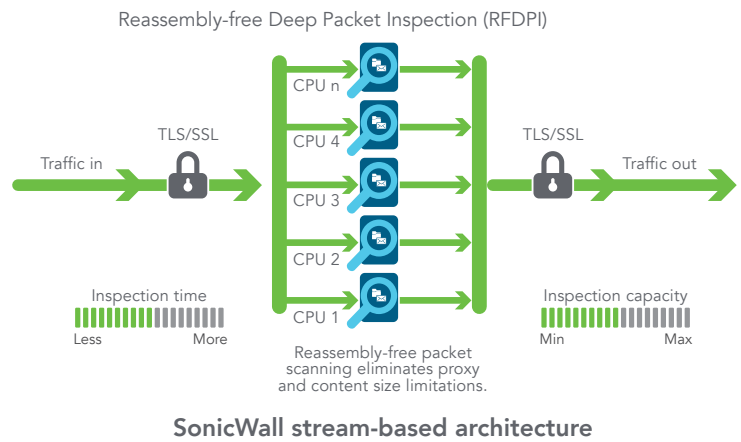 Reassembly-free Deep Packet Inspection (RFDPI)
CPU n
TLS/SSL
CPU 4
TLS/SSL
Traffic in
Traffic out
CPU 3
CPU 2
Inspection time
Less
More
CPU 1
Inspection capacity
Min
Max
Reassembly-free packet
scanning eliminates proxy
and content size limitations.
SonicWall stream-based architecture